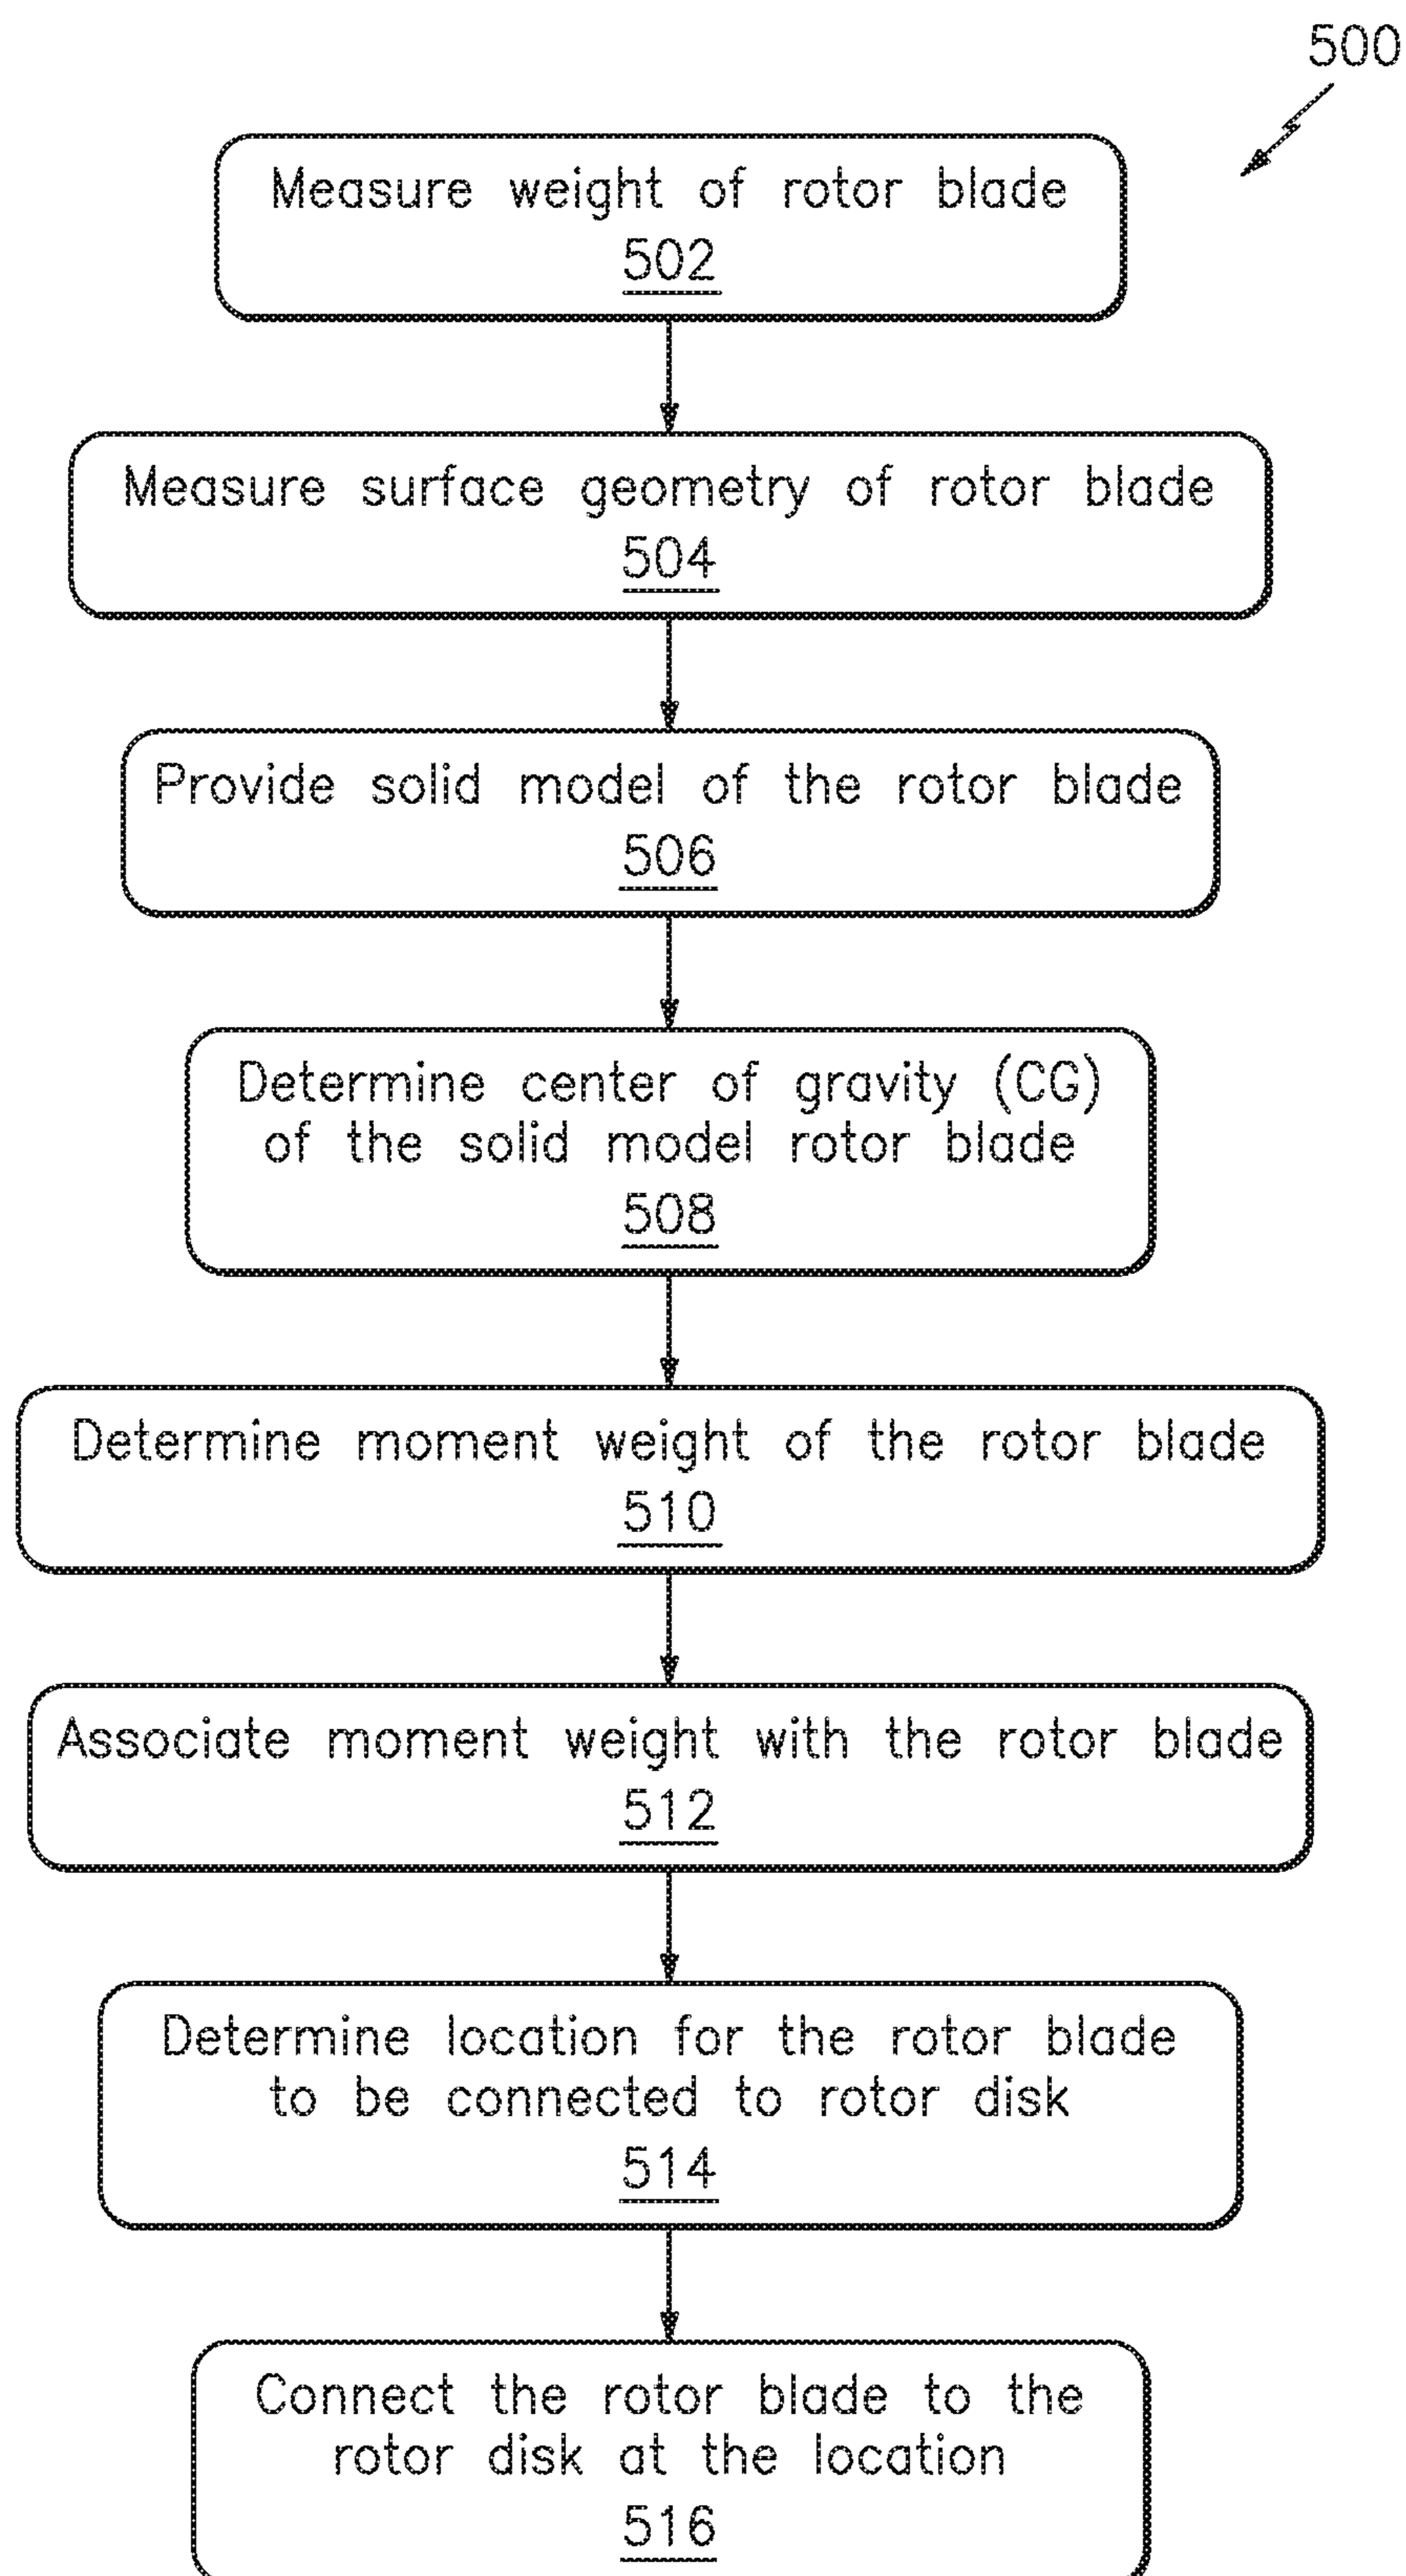 500
Measure weight of rotor blade
502
Measure surface geometry of rotor blade
504
Provide solid model of the rotor blade
506
Determine center of gravity (CG)
of the solid model rotor blade
508
Determine moment weight of the rotor blade
510
Associate moment weight with the rotor blade
512
Determine location for the rotor blade
to be connected to rotor disk
514
Connect the rotor blade to the
rotor disk at the location
516